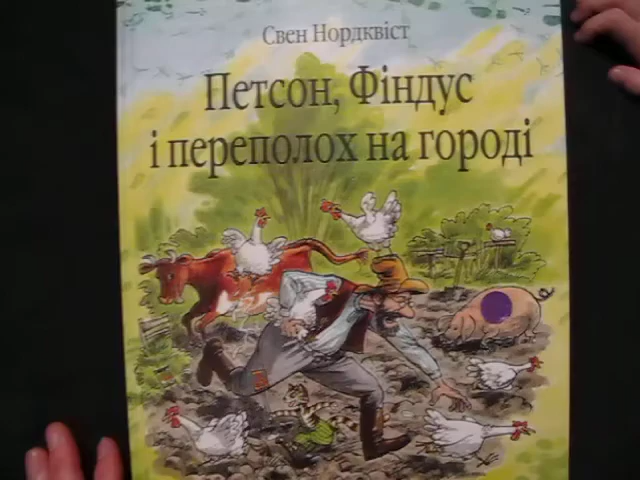 Свен Нордквіст
Петсон, Фіндус
і переполох на городі